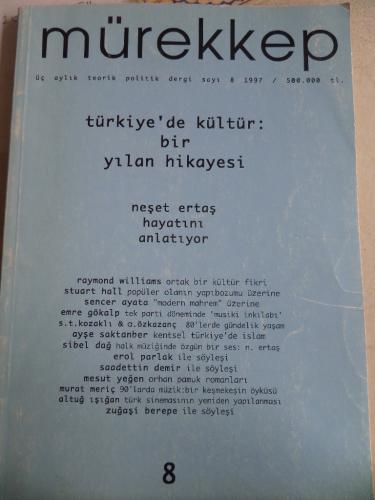 mürekkep
üç aylık teorik politik dergi sayı 8 1997 / 500.000 tl.
türkiye'de kültür:
bir
yılan hikayesi
neşet ertaş
hayatını
anlatıyor
raymond williams ortak bir kültür fikri
stuart hall popüler olanın yapıbozumu üzerine
sencer ayata "modern mahrem" üzerine
emre gökalp tek parti döneminde 'musiki inkılabı'
s.t.kozaklı & a.özkazanç 80'lerde gündelik yaşam
ayşe saktanber kentsel türkiye'de islam
sibel dağ halk müziğinde özgün bir ses: n. ertaş
erol parlak ile söyleşi
saadettin demir ile söyleşi
mesut yeğen orhan pamuk romanları
murat meriç 90'larda müzik:bir keşmekeşin öyküsü
altuğ ışığan türk sinemasının yeniden yapılanması
zuğaşi berepe ile söyleşi
8